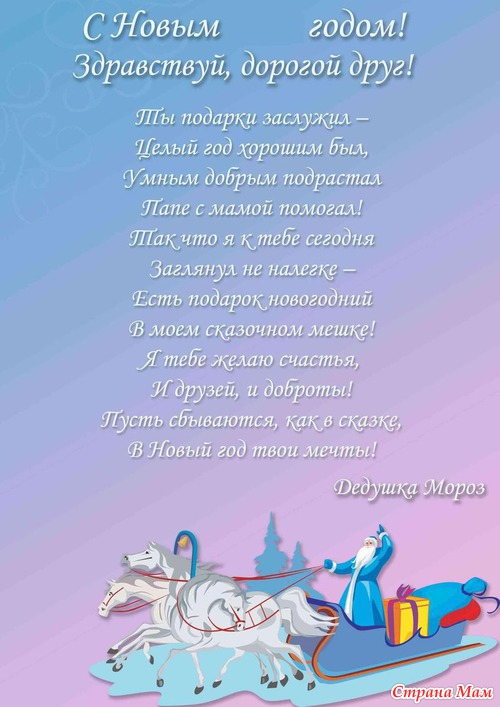 С Новым годом!
Здравствуй, дорогой друг!
Ты подарки заслужил –
Целый год хорошим был,
Умным добрым подрастал
Папе с мамой помогал!
Так что я к тебе сегодня
Заглянул не налегке –
Есть подарок новогодний
В моем сказочном мешке!
Я тебе желаю счастья,
И друзей, и доброты!
Пусть сбываются, как в сказке,
В Новый год твои мечты!
Дедушка Мороз
Страна Мам